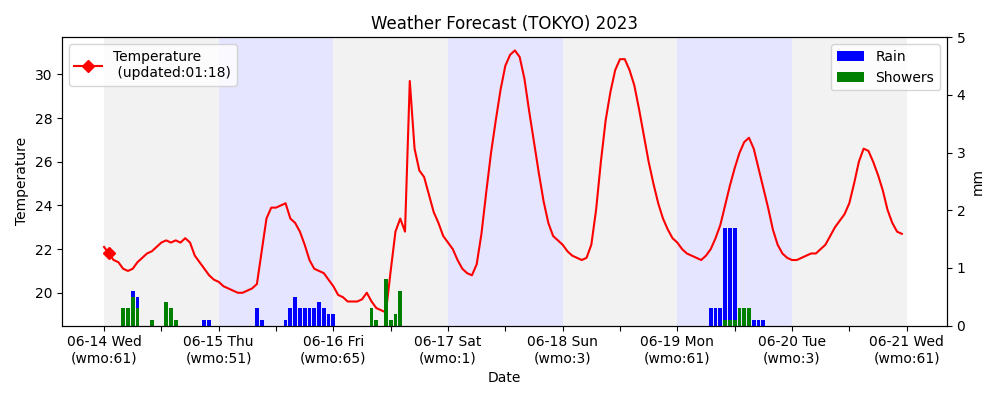 Weather Forecast (TOKYO) 2023
Temperature
(updated:01:18)
Rain
Showers
Temperature
30
28
26
24
22
20
5
4
3
2
1
0
mm
06-14 Wed 06-15 Thu 06-16 Fri 06-17 Sat 06-18 Sun 06-19 Mon 06-20 Tue 06-21 Wed
(wmo:61) (wmo:51) (wmo:65) (wmo:1) (wmo:3) (wmo:61) (wmo:3) (wmo:61)
Date